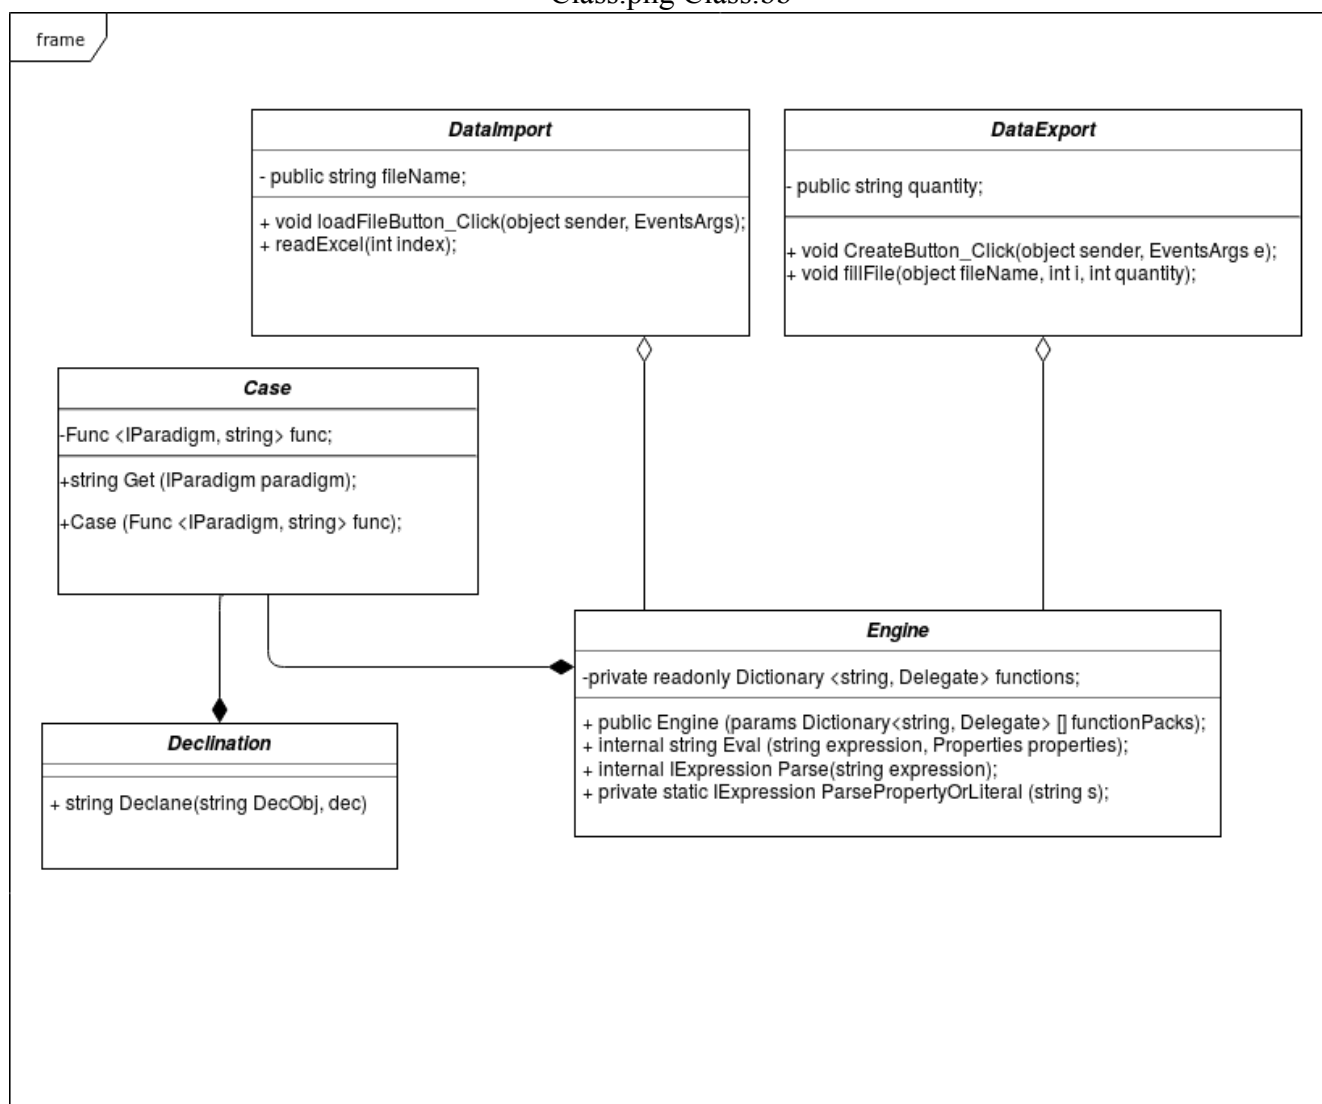 Class.png Class.bb
frame
DataImport
- public string fileName;
+ void loadFileButton_Click(object sender, EventsArgs);
+ readExcel(int index);
DataExport
- public string quantity;
+ void CreateButton_Click(object sender, EventsArgs e);
+ void fillFile(object fileName, int i, int quantity);
Case
-Func <IParadigm, string> func;
+string Get (IParadigm paradigm);
+Case (Func <IParadigm, string> func);
Engine
-private readonly Dictionary <string, Delegate> functions;
+ public Engine (params Dictionary<string, Delegate> [] functionPacks);
+ internal string Eval (string expression, Properties properties);
+ internal IExpression Parse(string expression);
+ private static IExpression ParsePropertyOrLiteral (string s);
Declination
+ string Declane(string DecObj, dec)